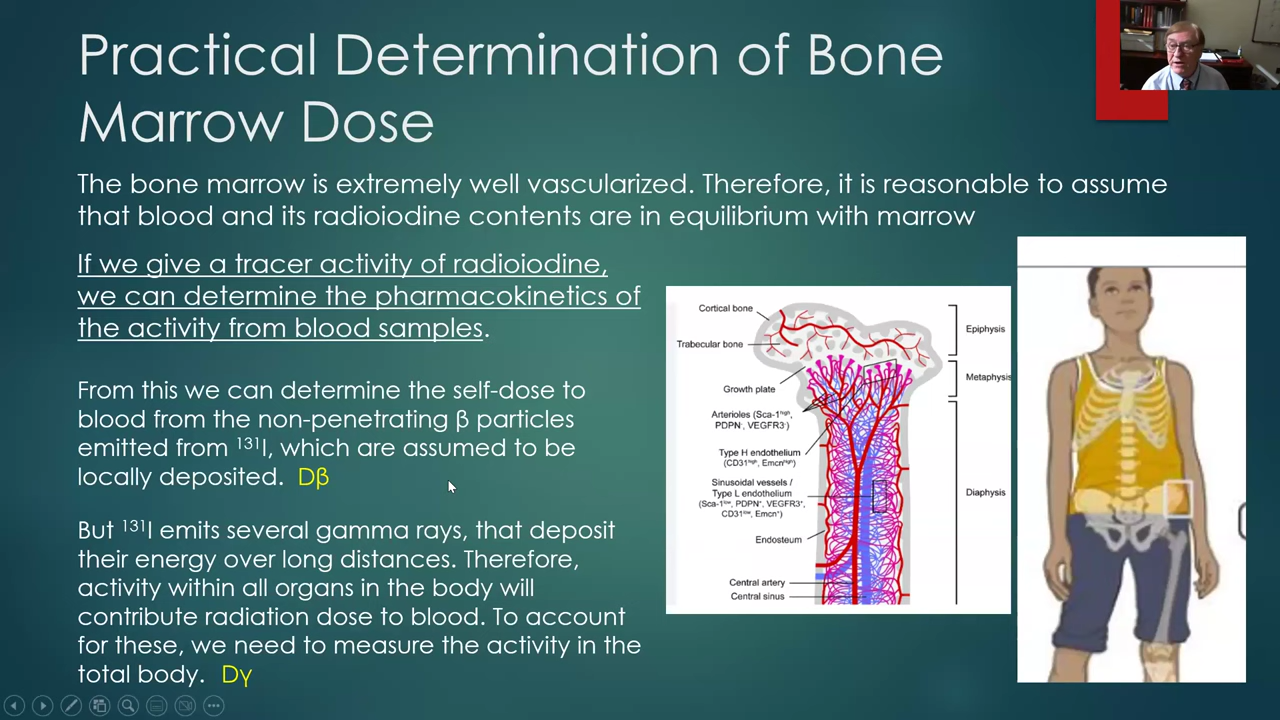 Practical Determination of Bone
Marrow Dose
The bone marrow is extremely well vascularized. Therefore, it is reasonable to assume
that blood and its radioiodine contents are in equilibrium with marrow
If we give a tracer activity of radioiodine,
we can determine the pharmacokinetics of
the activity from blood samples.
From this we can determine the self-dose to
blood from the non-penetrating β particles
emitted from ¹³¹I, which are assumed to be
locally deposited. Dβ
But ¹³¹I emits several gamma rays, that deposit
their energy over long distances. Therefore,
activity within all organs in the body will
contribute radiation dose to blood. To account
for these, we need to measure the activity in the
total body. Dγ
Cortical bone
Trabecular bone
Growth plate
Arterioles (Sca-1ʰⁱᵍʰ,
PDPN⁻, VEGFR3⁻)
Type H endothelium
(CD31ʰⁱᵍʰ, Emcnʰⁱᵍʰ)
Sinusoidal vessels /
Type L endothelium
(Sca-1ˡᵒʷ, PDPN⁺, VEGFR3⁺,
CD31ˡᵒʷ, Emcn⁺)
Endosteum
Central artery
Central sinus
Epiphysis
Metaphysis
Diaphysis